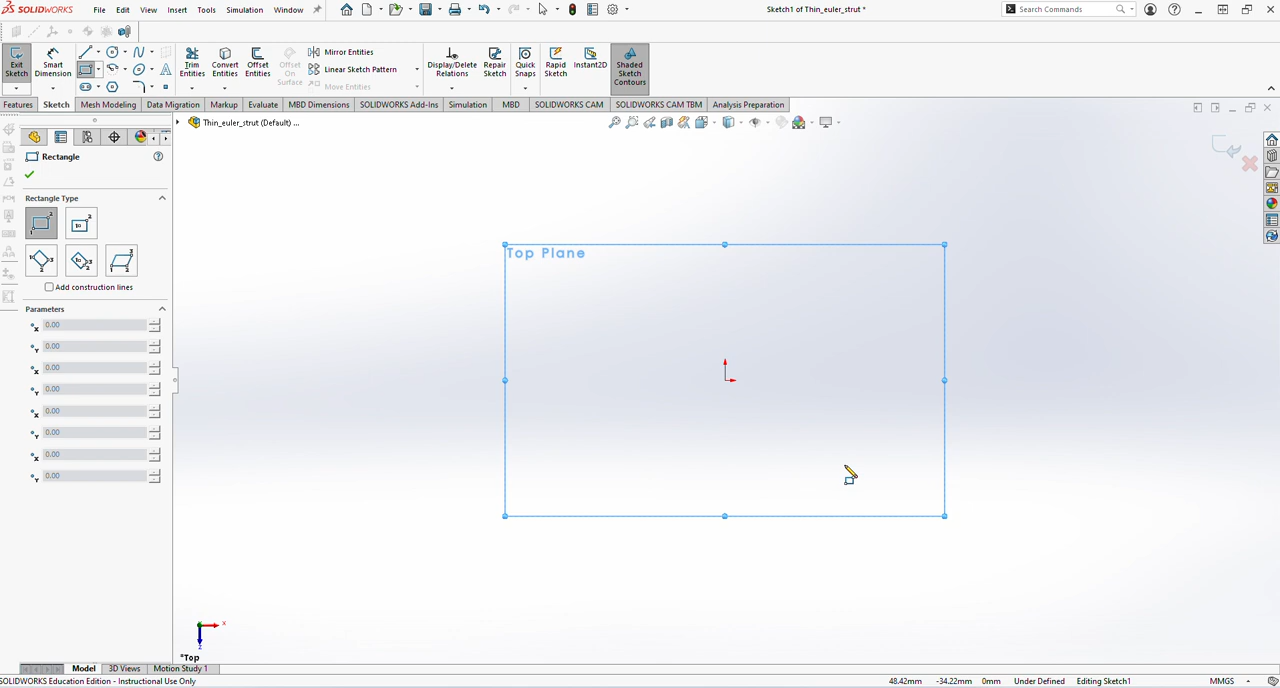 SOLIDWORKS File Edit View Insert Tools Simulation Window Sketch1 of Thin_euler_strut * Search Commands
Exit Sketch Smart Dimension Trim Entities Convert Entities Offset Entities Offset On Surface Mirror Entities Linear Sketch Pattern Move Entities Display/Delete Relations Repair Sketch Quick Snaps Rapid Sketch Instant2D Shaded Sketch Contours
Features Sketch Mesh Modeling Data Migration Markup Evaluate MBD Dimensions SOLIDWORKS Add-Ins Simulation MBD SOLIDWORKS CAM SOLIDWORKS CAM TBM Analysis Preparation
Thin_euler_strut (Default) ...
Rectangle
Rectangle Type
Add construction lines
Parameters
x 0.00
Y 0.00
x 0.00
Y 0.00
x 0.00
Y 0.00
x 0.00
Y 0.00
Top Plane
x
z
*Top
Model 3D Views Motion Study 1
SOLIDWORKS Education Edition - Instructional Use Only 48.42mm -34.22mm 0mm Under Defined Editing Sketch1 MMGS